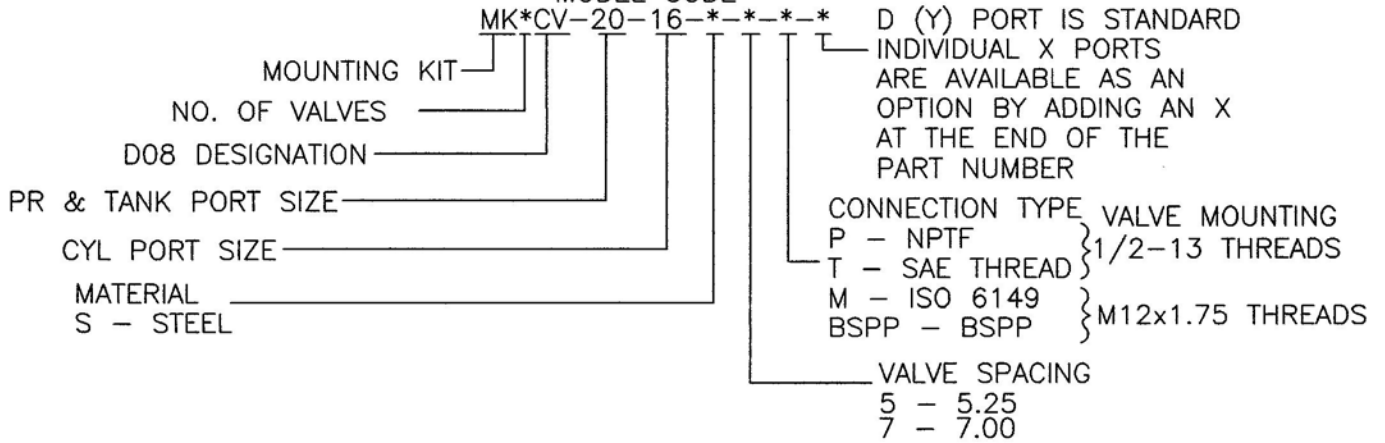 MK*CV-20-16-*-*-*-*
D (Y) PORT IS STANDARD
INDIVIDUAL X PORTS
ARE AVAILABLE AS AN
OPTION BY ADDING AN X
AT THE END OF THE
PART NUMBER
MOUNTING KIT
NO. OF VALVES
D08 DESIGNATION
PR & TANK PORT SIZE
CYL PORT SIZE
MATERIAL
S - STEEL
CONNECTION TYPE
P - NPTF
T - SAE THREAD
VALVE MOUNTING
1/2-13 THREADS
M - ISO 6149
BSPP - BSPP
M12x1.75 THREADS
VALVE SPACING
5 - 5.25
7 - 7.00